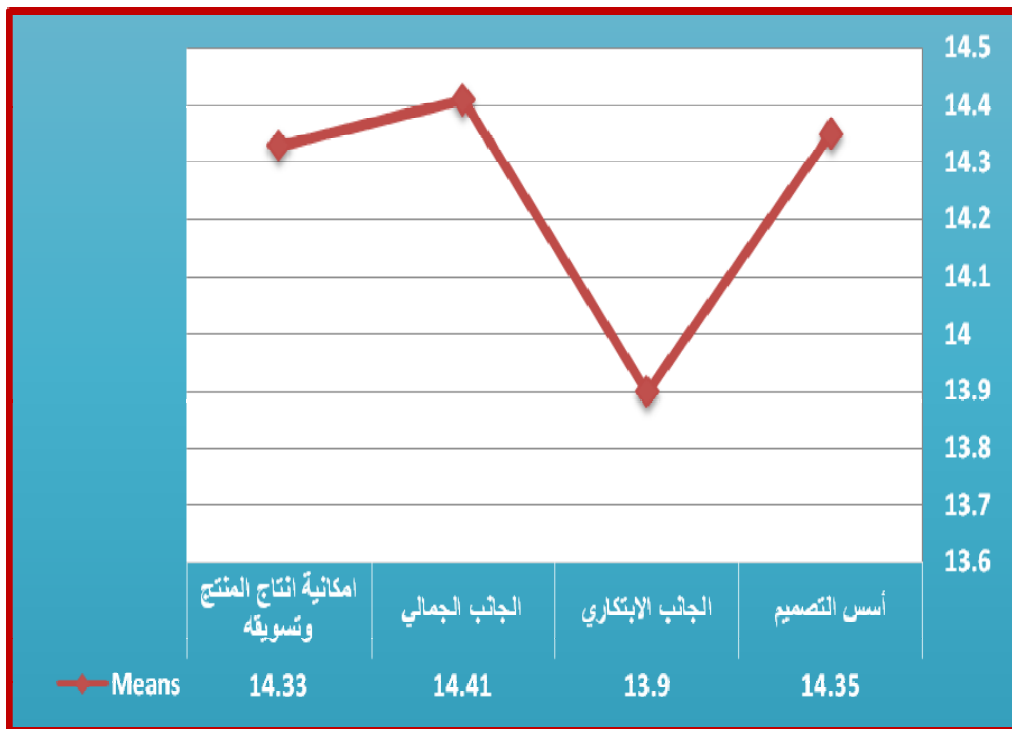 14.5
14.4
14.3
14.2
14.1
14
13.9
13.8
13.7
13.6
أسس التصميم
الجانب الابتكاري
الجانب الجمالي
امكانية انتاج المنتج
وتسويقه
Means 14.33 14.41 13.9 14.35